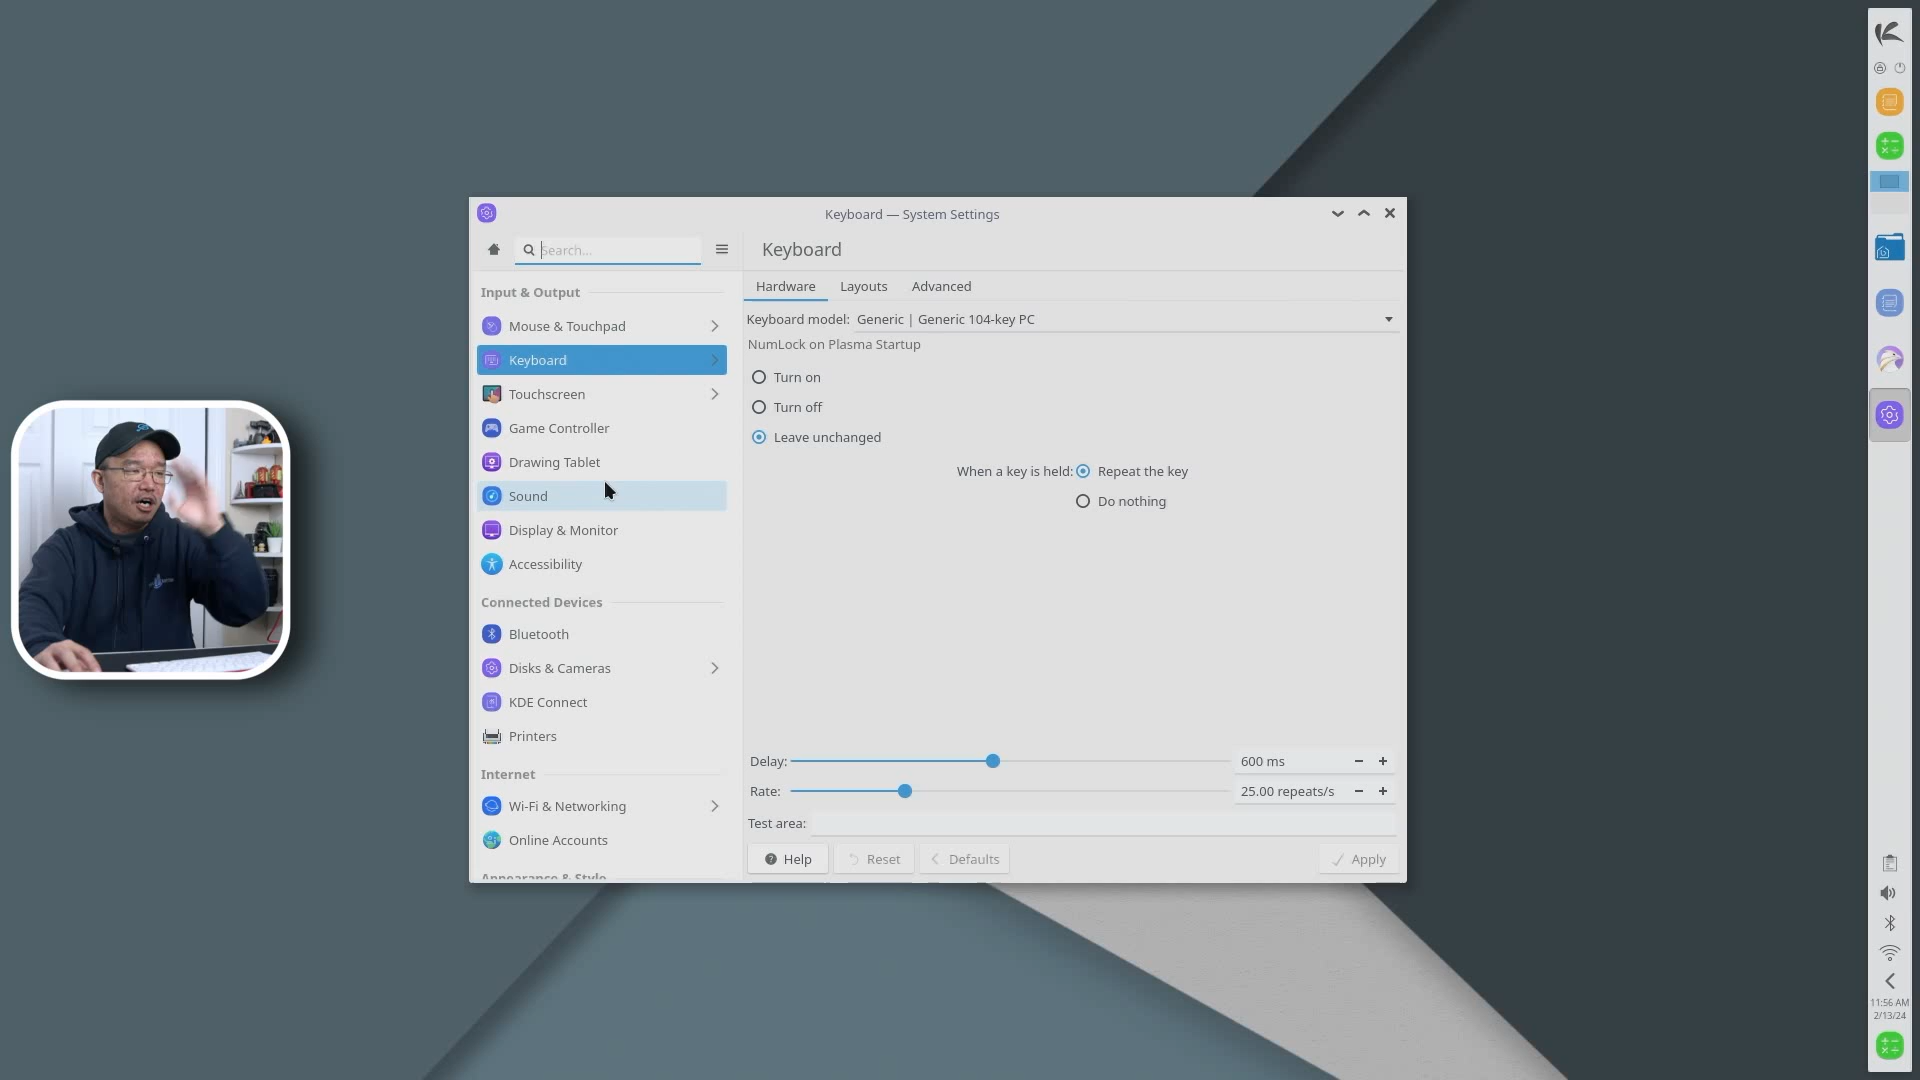 Keyboard — System Settings
Search...
Keyboard
Input & Output
Mouse & Touchpad
Keyboard
Touchscreen
Game Controller
Drawing Tablet
Sound
Display & Monitor
Accessibility
Connected Devices
Bluetooth
Disks & Cameras
KDE Connect
Printers
Internet
Wi-Fi & Networking
Online Accounts
Appearance & Style
Hardware Layouts Advanced
Keyboard model: Generic | Generic 104-key PC
NumLock on Plasma Startup
Turn on
Turn off
Leave unchanged
When a key is held: Repeat the key
Do nothing
Delay: 600 ms
Rate: 25.00 repeats/s
Test area:
Help Reset Defaults Apply
11:56 AM
2/13/24